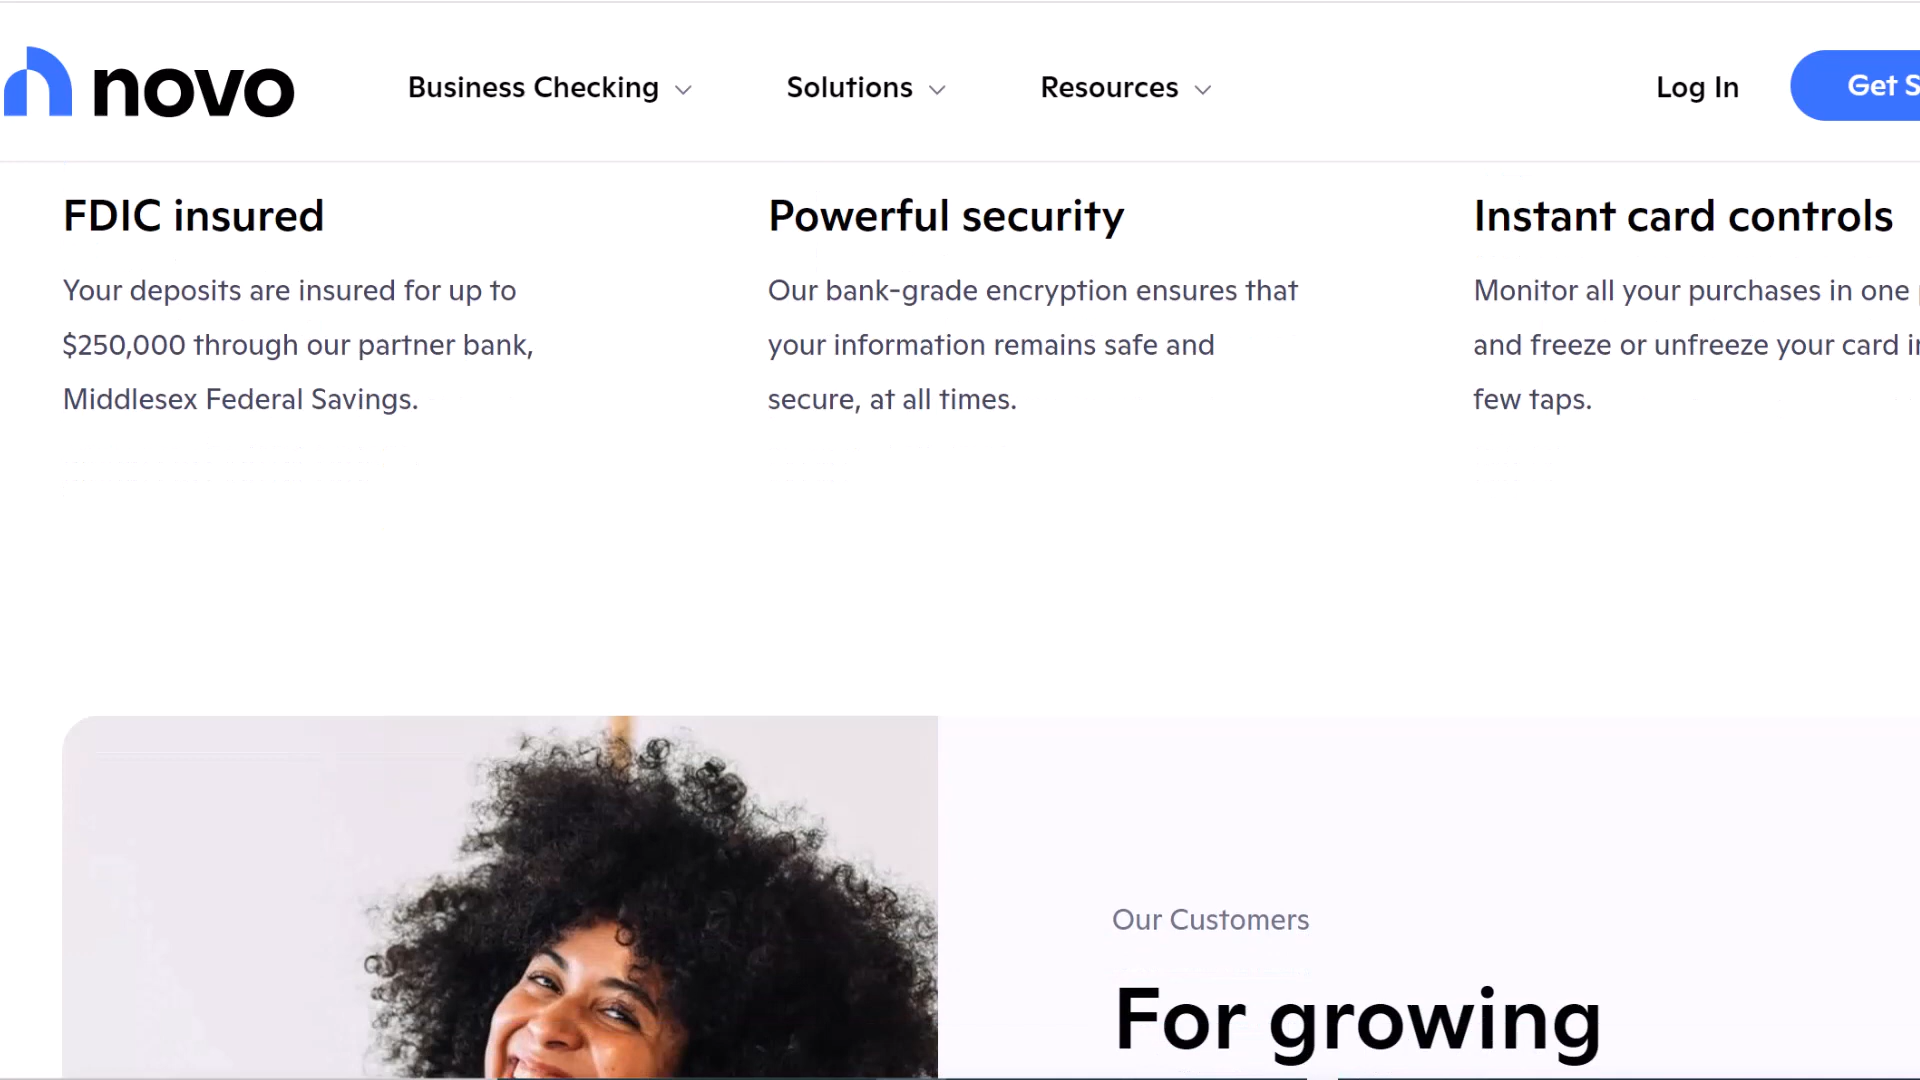 novo
Business Checking
Solutions
Resources
Log In
Get S
FDIC insured
Your deposits are insured for up to
$250,000 through our partner bank,
Middlesex Federal Savings.
Powerful security
Our bank-grade encryption ensures that
your information remains safe and
secure, at all times.
Instant card controls
Monitor all your purchases in one
and freeze or unfreeze your card i
few taps.
Our Customers
For growing